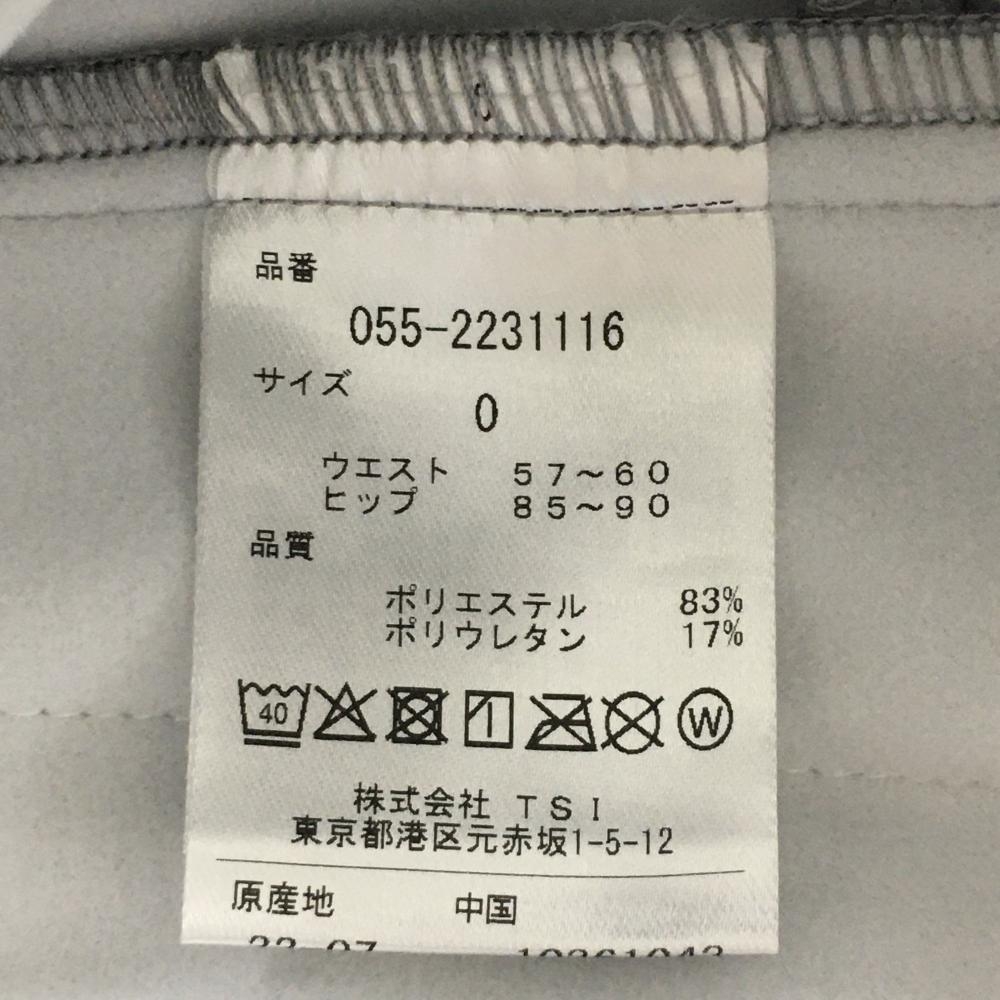 品番
055-2231116
サイズ
0
ウエスト 57～60
ヒップ 85～90
品質
ポリエステル 83%
ポリウレタン 17%
40 W
株式会社 TSI
東京都港区元赤坂1-5-12
原産地 中国